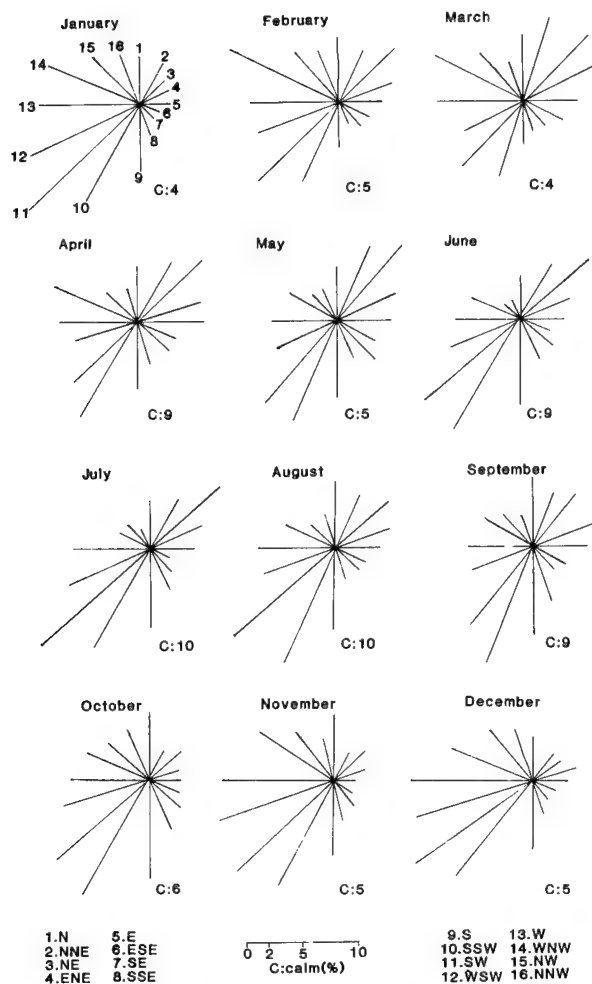 January
February
March
15 16 1
2
14
3
4
13
5
6
7
12
8
9
11
10
C:4
C:5
C:4
April
May
June
C:9
C:5
C:9
July
August
September
C:10
C:10
C:9
October
November
December
C:6
C:5
C:5
1.N 5.E
2.NNE 6.ESE
3.NE 7.SE
4.ENE 8.SSE
0 2 5 10
C:calm(%)
9.S 13.W
10.SSW 14.WNW
11.SW 15.NW
12.WSW 16.NNW